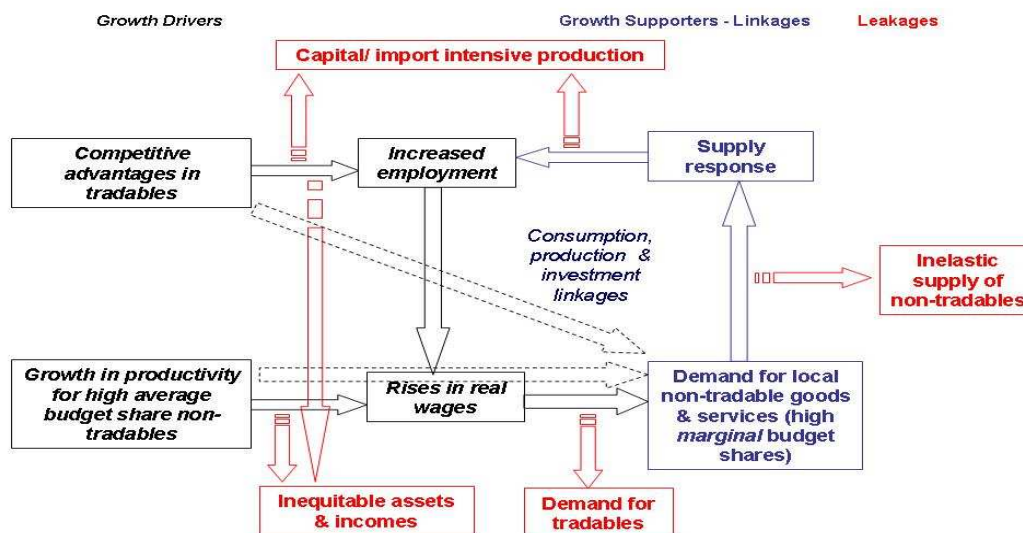 Growth Drivers
Growth Supporters - Linkages
Leakages
Capital/ import intensive production
Competitive
advantages in
tradables
Increased
employment
Supply
response
Consumption,
production &
investment
linkages
Inelastic
supply of
non-tradables
Growth in productivity
for high average
budget share non-
tradables
Rises in real
wages
Demand for local
non-tradable goods
& services (high
marginal budget
shares)
Inequitable assets
& incomes
Demand for
tradables